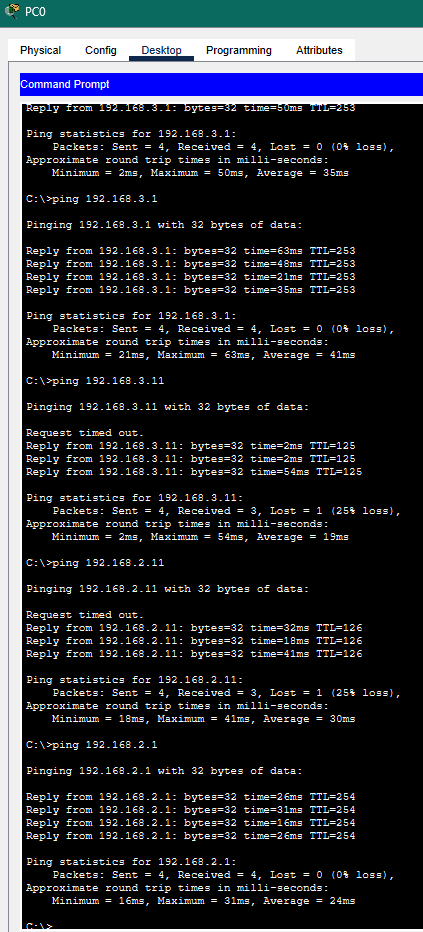 PC0
Physical Config Desktop Programming Attributes
Command Prompt
Reply from 192.168.3.1: bytes=32 time=50ms TTL=253
Ping statistics for 192.168.3.1:
Packets: Sent = 4, Received = 4, Lost = 0 (0% loss),
Approximate round trip times in milli-seconds:
Minimum = 2ms, Maximum = 50ms, Average = 35ms
C:\>ping 192.168.3.1
Pinging 192.168.3.1 with 32 bytes of data:
Reply from 192.168.3.1: bytes=32 time=63ms TTL=253
Reply from 192.168.3.1: bytes=32 time=48ms TTL=253
Reply from 192.168.3.1: bytes=32 time=21ms TTL=253
Reply from 192.168.3.1: bytes=32 time=35ms TTL=253
Ping statistics for 192.168.3.1:
Packets: Sent = 4, Received = 4, Lost = 0 (0% loss),
Approximate round trip times in milli-seconds:
Minimum = 21ms, Maximum = 63ms, Average = 41ms
C:\>ping 192.168.3.11
Pinging 192.168.3.11 with 32 bytes of data:
Request timed out.
Reply from 192.168.3.11: bytes=32 time=2ms TTL=125
Reply from 192.168.3.11: bytes=32 time=2ms TTL=125
Reply from 192.168.3.11: bytes=32 time=54ms TTL=125
Ping statistics for 192.168.3.11:
Packets: Sent = 4, Received = 3, Lost = 1 (25% loss),
Approximate round trip times in milli-seconds:
Minimum = 2ms, Maximum = 54ms, Average = 19ms
C:\>ping 192.168.2.11
Pinging 192.168.2.11 with 32 bytes of data:
Request timed out.
Reply from 192.168.2.11: bytes=32 time=32ms TTL=126
Reply from 192.168.2.11: bytes=32 time=18ms TTL=126
Reply from 192.168.2.11: bytes=32 time=41ms TTL=126
Ping statistics for 192.168.2.11:
Packets: Sent = 4, Received = 3, Lost = 1 (25% loss),
Approximate round trip times in milli-seconds:
Minimum = 18ms, Maximum = 41ms, Average = 30ms
C:\>ping 192.168.2.1
Pinging 192.168.2.1 with 32 bytes of data:
Reply from 192.168.2.1: bytes=32 time=26ms TTL=254
Reply from 192.168.2.1: bytes=32 time=31ms TTL=254
Reply from 192.168.2.1: bytes=32 time=16ms TTL=254
Reply from 192.168.2.1: bytes=32 time=26ms TTL=254
Ping statistics for 192.168.2.1:
Packets: Sent = 4, Received = 4, Lost = 0 (0% loss),
Approximate round trip times in milli-seconds:
Minimum = 16ms, Maximum = 31ms, Average = 24ms
C:\>